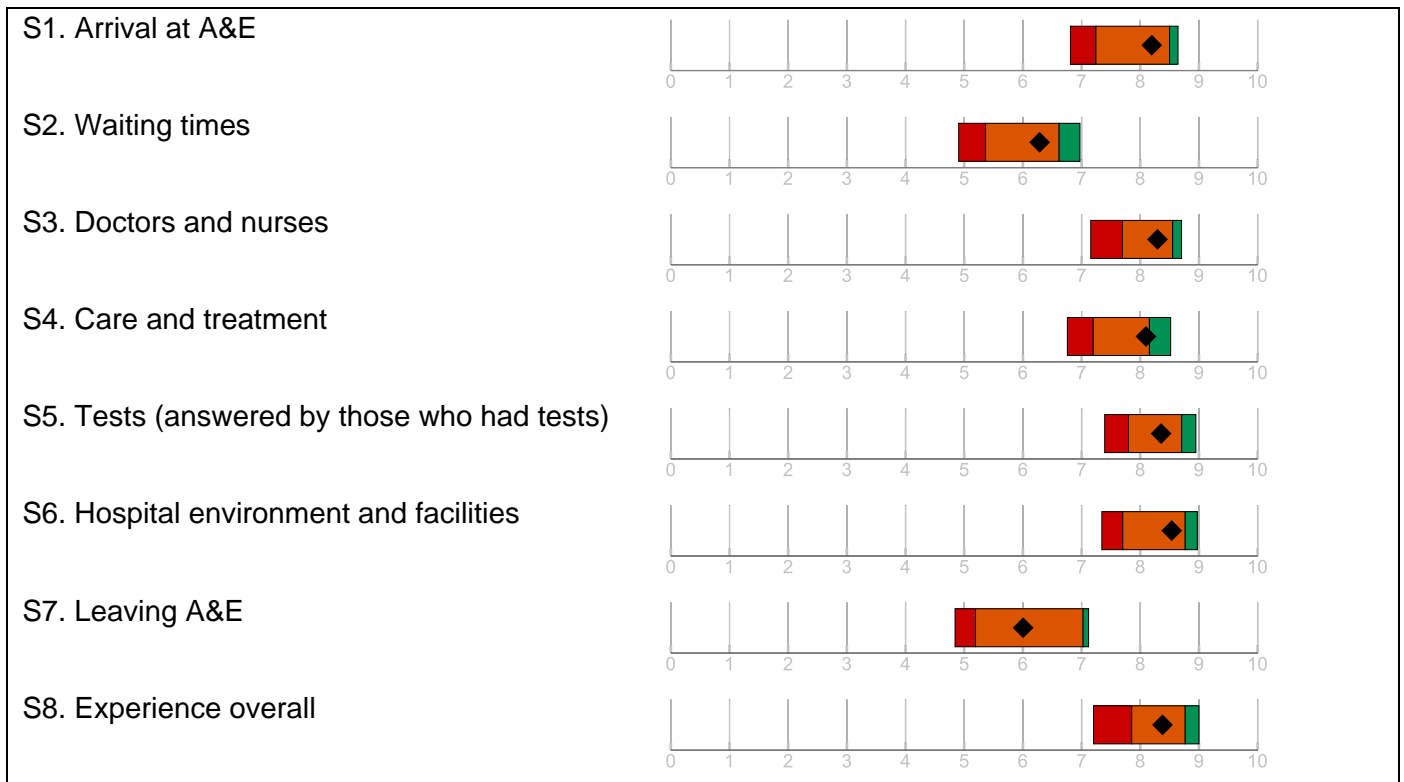 S1. Arrival at A&E
0 1 2 3 4 5 6 7 8 9 10
S2. Waiting times
0 1 2 3 4 5 6 7 8 9 10
S3. Doctors and nurses
0 1 2 3 4 5 6 7 8 9 10
S4. Care and treatment
0 1 2 3 4 5 6 7 8 9 10
S5. Tests (answered by those who had tests)
0 1 2 3 4 5 6 7 8 9 10
S6. Hospital environment and facilities
0 1 2 3 4 5 6 7 8 9 10
S7. Leaving A&E
0 1 2 3 4 5 6 7 8 9 10
S8. Experience overall
0 1 2 3 4 5 6 7 8 9 10